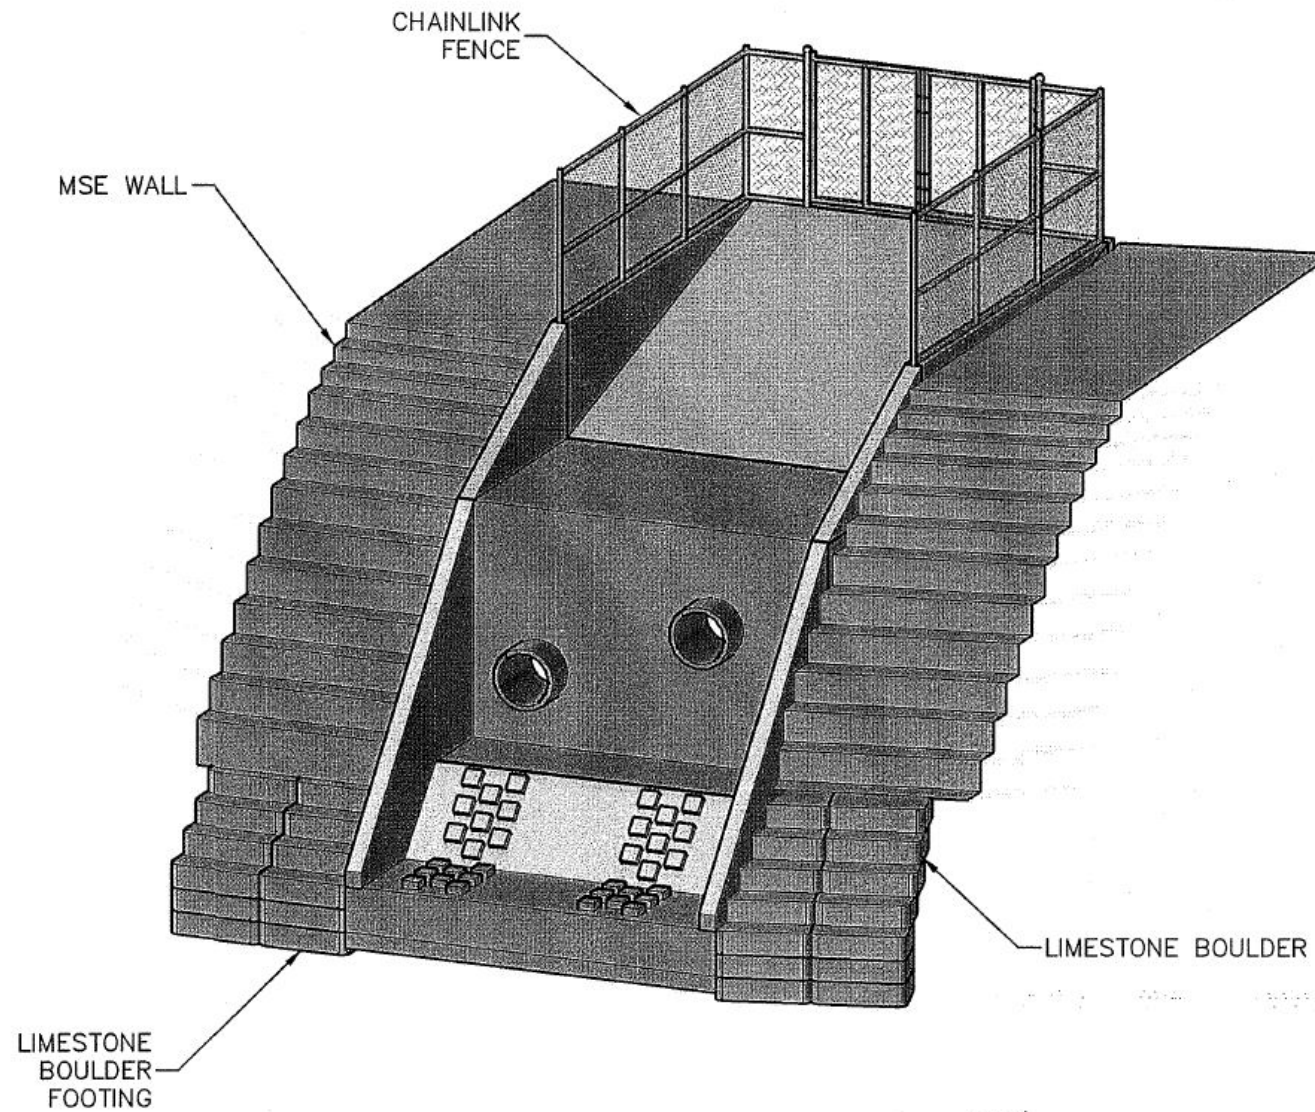 CHAINLINK
FENCE
MSE WALL
LIMESTONE BOULDER
LIMESTONE
BOULDER
FOOTING